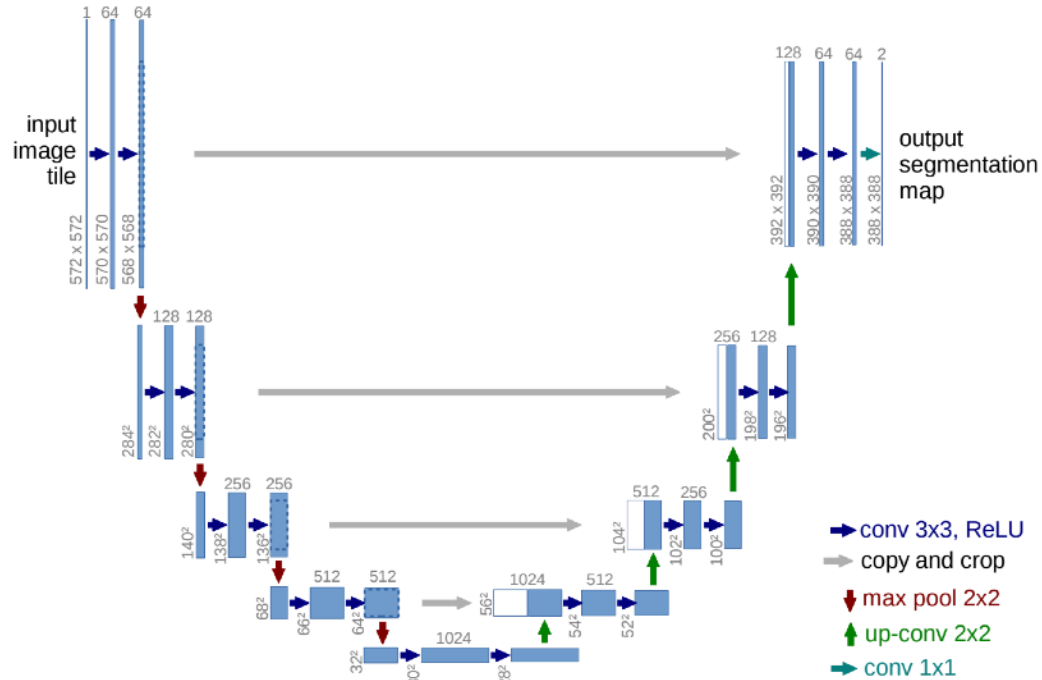 1 64 64
128 64 64 2
input
image
tile
output
segmentation
map
572 x 572
570 x 570
568 x 568
392 x 392
390 x 390
388 x 388
388 x 388
128 128
256 128
284²
282²
280²
200²
198²
196²
256 256
512 256
140²
138²
136²
104²
102²
100²
512 512
1024 512
68²
66²
64²
56²
54²
52²
1024
32²
conv 3x3, ReLU
copy and crop
max pool 2x2
up-conv 2x2
conv 1x1